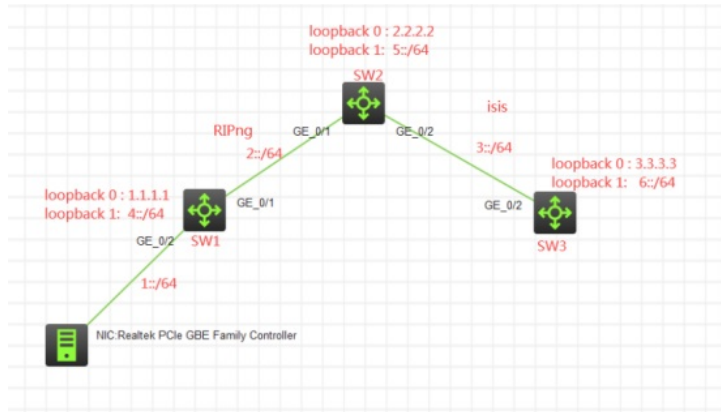 loopback 0 : 2.2.2.2
loopback 1:  5::/64
SW2
isis
RIPng
GE_0/1
GE_0/2
2::/64
3::/64
loopback 0 : 3.3.3.3
loopback 1:   6::/64
loopback 0 : 1.1.1.1
loopback 1:  4::/64
GE_0/1
GE_0/2
GE_0/2
SW1
SW3
1::/64
NIC:Realtek PCIe GBE Family Controller